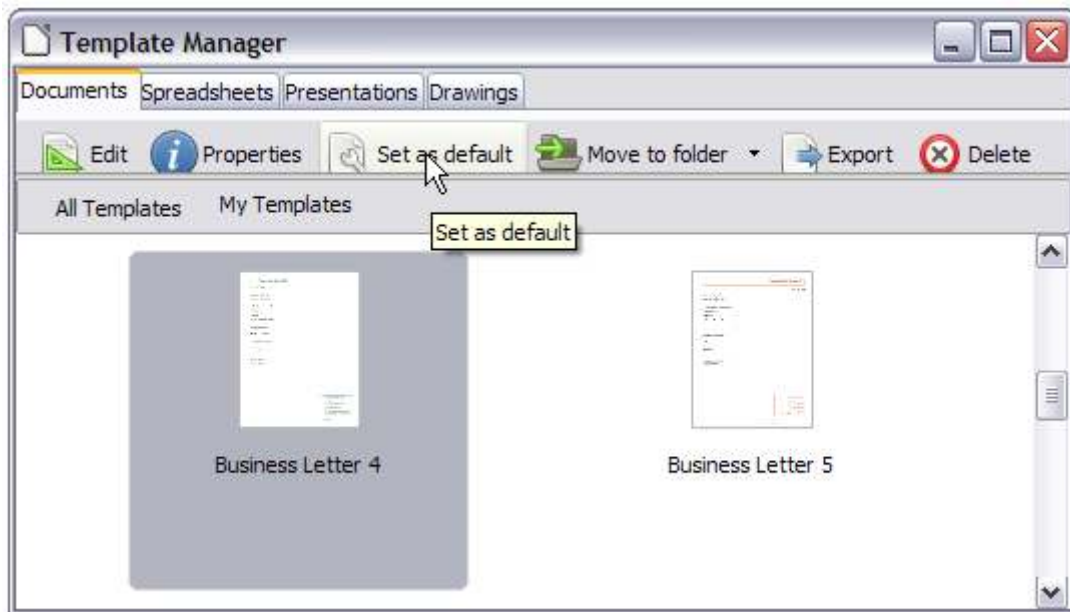 Template Manager
Documents Spreadsheets Presentations Drawings
Edit Properties Set as default Move to folder Export Delete
All Templates My Templates
Set as default
Business Letter 4 Business Letter 5